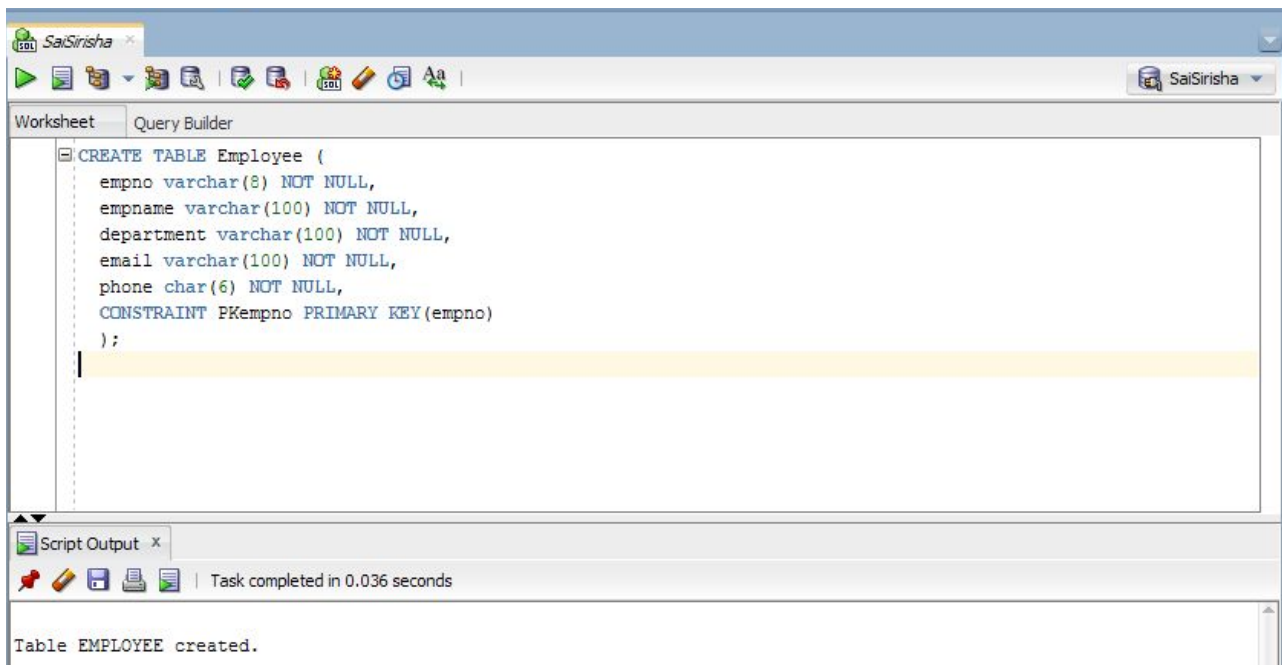 SaiSirisha
SaiSirisha
Worksheet Query Builder
CREATE TABLE Employee (
empno varchar(8) NOT NULL,
empname varchar(100) NOT NULL,
department varchar(100) NOT NULL,
email varchar(100) NOT NULL,
phone char(6) NOT NULL,
CONSTRAINT PKempno PRIMARY KEY(empno)
);
Script Output x
Task completed in 0.036 seconds
Table EMPLOYEE created.